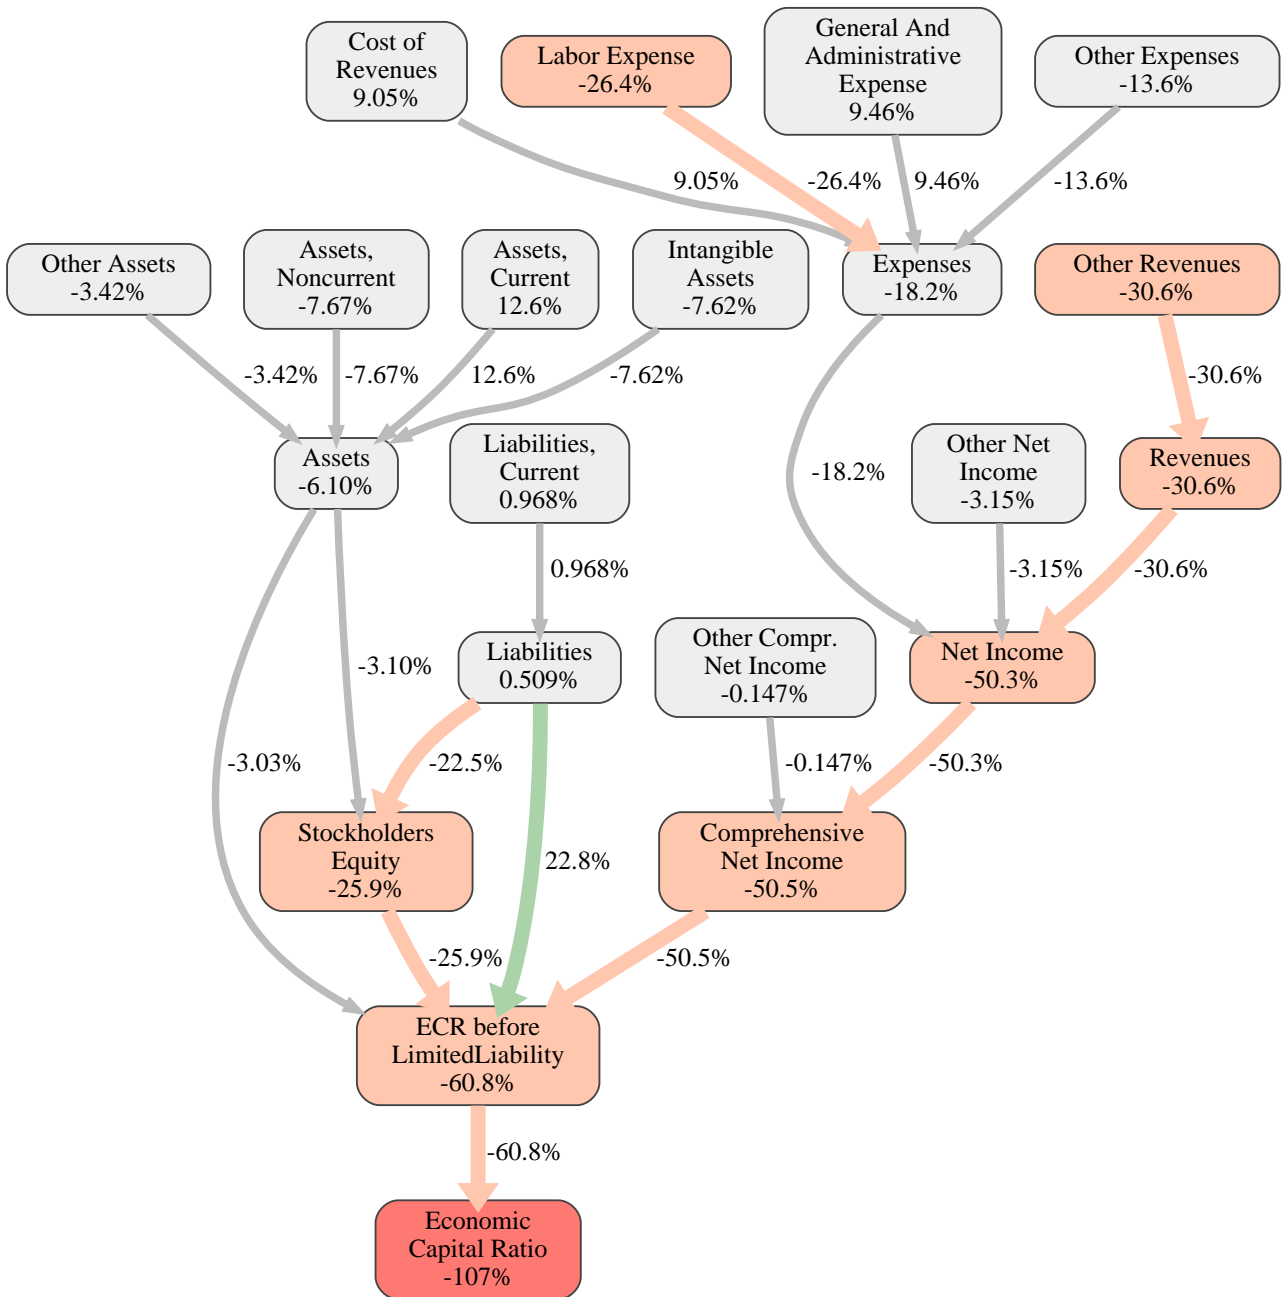 Cost of
Revenues
9.05%
Labor Expense
-26.4%
General And
Administrative
Expense
9.46%
Other Expenses
-13.6%
9.05%
-26.4%
9.46%
-13.6%
Other Assets
-3.42%
Assets,
Noncurrent
-7.67%
Assets,
Current
12.6%
Intangible
Assets
-7.62%
Expenses
-18.2%
Other Revenues
-30.6%
-3.42%
-7.67%
12.6%
-7.62%
-30.6%
Assets
-6.10%
Liabilities,
Current
0.968%
-18.2%
Other Net
Income
-3.15%
Revenues
-30.6%
0.968%
-3.15%
-30.6%
-3.10%
Liabilities
0.509%
Other Compr.
Net Income
-0.147%
Net Income
-50.3%
-3.03%
-22.5%
-0.147%
-50.3%
Stockholders
Equity
-25.9%
22.8%
Comprehensive
Net Income
-50.5%
-25.9%
-50.5%
ECR before
LimitedLiability
-60.8%
-60.8%
Economic
Capital Ratio
-107%